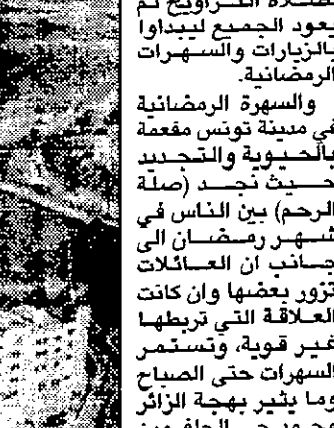 لصلاة التراويح ثم
يعود الجميع ليبداوا
بالزيارات والسهرات
الرمضانية.
والسهرة الرمضانية
في مدينة تونس مفعمة
بالحيوية والتجديد
حيث نجد (صلة
الرحم) بين الناس في
شهر رمضان الى
جانب ان العائلات
تزور بعضها وان كانت
العلاقة التي تربطها
غير قوية، وتستمر
السهرات حتى الصباح
وما يثير بهجة الزائر